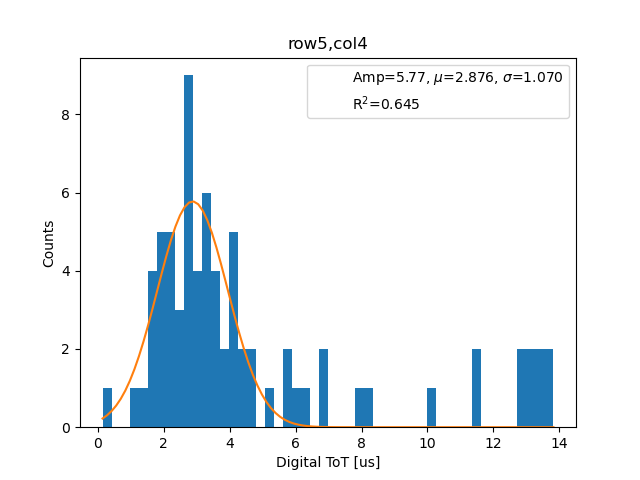 row5,col4
Amp=5.77, μ=2.876, σ=1.070
R²=0.645
Counts
8
6
4
2
0
0 2 4 6 8 10 12 14
Digital ToT [us]